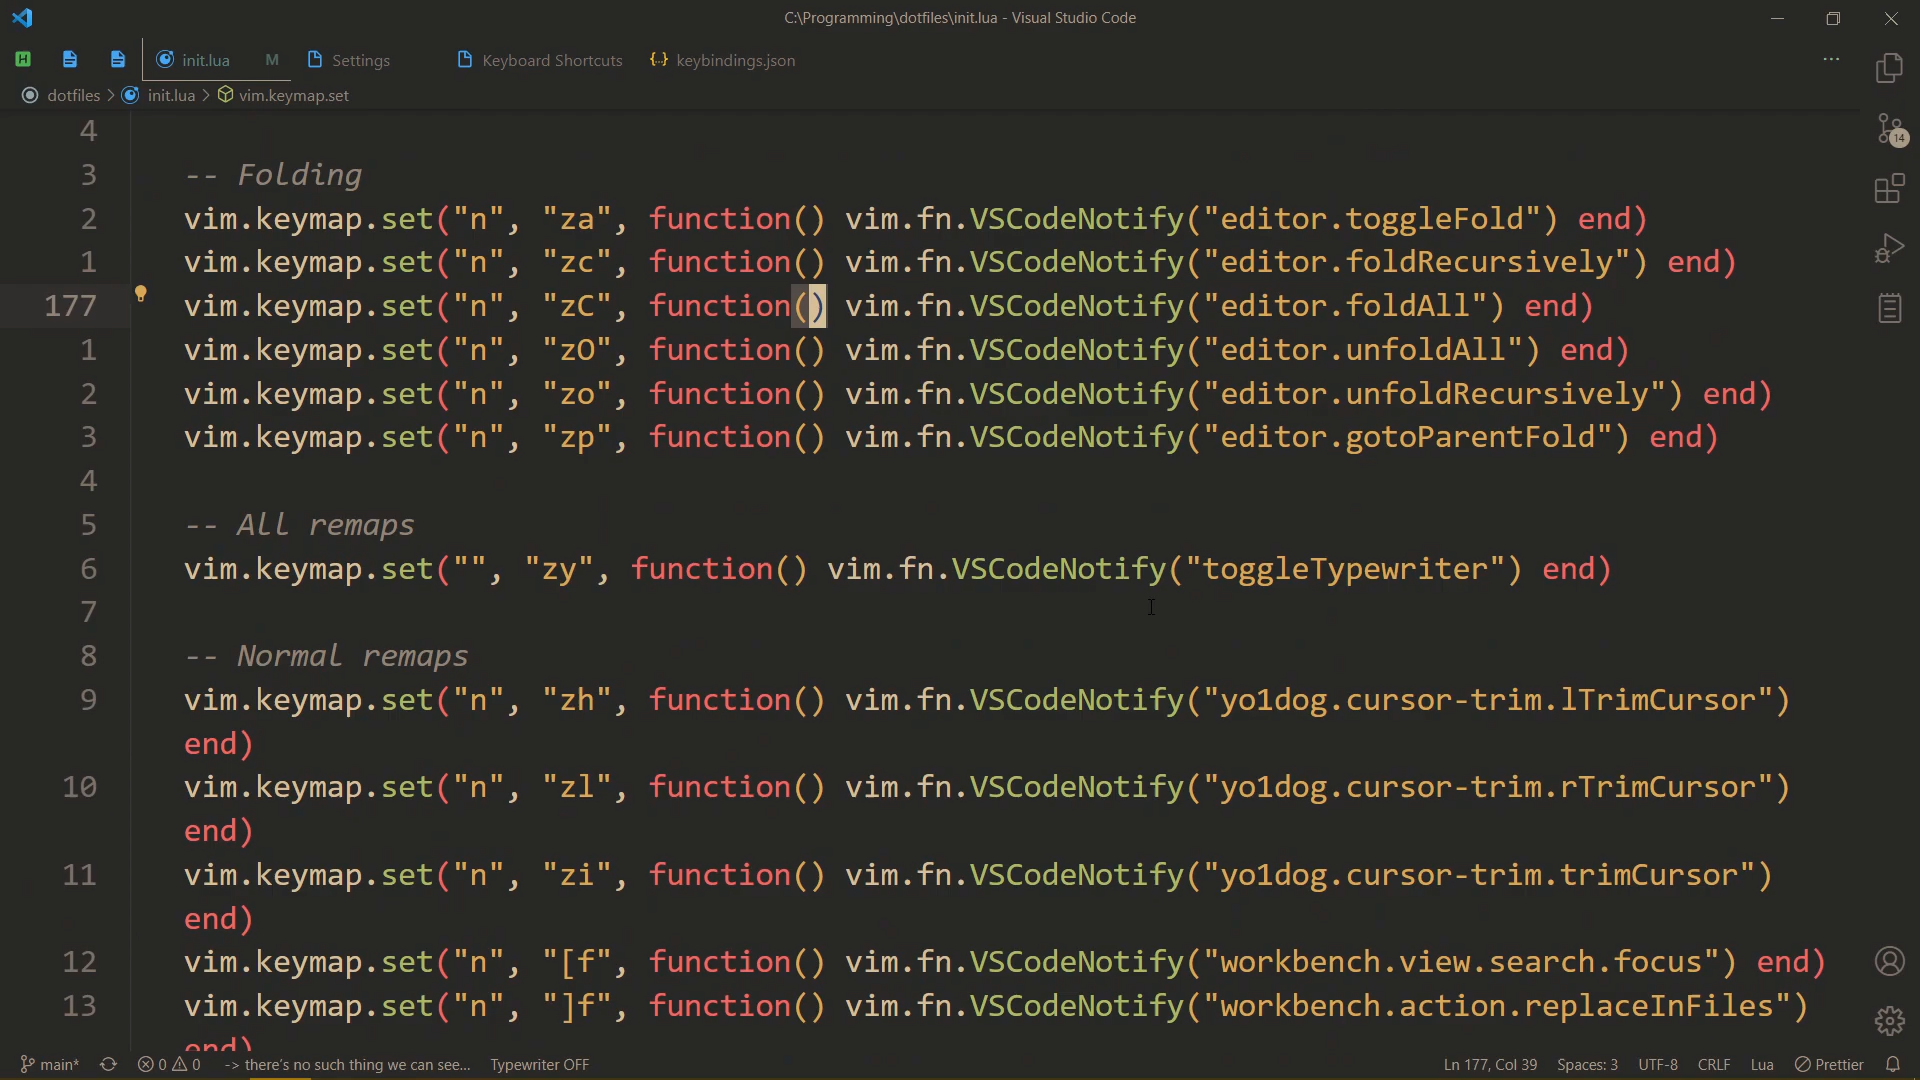 C:\Programming\dotfiles\init.lua - Visual Studio Code
H init.lua M Settings Keyboard Shortcuts {} keybindings.json ...
dotfiles > init.lua > vim.keymap.set
4
3 -- Folding
2 vim.keymap.set("n", "za", function() vim.fn.VSCodeNotify("editor.toggleFold") end)
1 vim.keymap.set("n", "zc", function() vim.fn.VSCodeNotify("editor.foldRecursively") end)
177 vim.keymap.set("n", "zC", function() vim.fn.VSCodeNotify("editor.foldAll") end)
1 vim.keymap.set("n", "zO", function() vim.fn.VSCodeNotify("editor.unfoldAll") end)
2 vim.keymap.set("n", "zo", function() vim.fn.VSCodeNotify("editor.unfoldRecursively") end)
3 vim.keymap.set("n", "zp", function() vim.fn.VSCodeNotify("editor.gotoParentFold") end)
4
5 -- All remaps
6 vim.keymap.set("", "zy", function() vim.fn.VSCodeNotify("toggleTypewriter") end)
7
8 -- Normal remaps
9 vim.keymap.set("n", "zh", function() vim.fn.VSCodeNotify("yo1dog.cursor-trim.lTrimCursor")
end)
10 vim.keymap.set("n", "zl", function() vim.fn.VSCodeNotify("yo1dog.cursor-trim.rTrimCursor")
end)
11 vim.keymap.set("n", "zi", function() vim.fn.VSCodeNotify("yo1dog.cursor-trim.trimCursor")
end)
12 vim.keymap.set("n", "[f", function() vim.fn.VSCodeNotify("workbench.view.search.focus") end)
13 vim.keymap.set("n", "]f", function() vim.fn.VSCodeNotify("workbench.action.replaceInFiles")
end)
14
main* 0 0 -> there's no such thing we can see... Typewriter OFF Ln 177, Col 39 Spaces: 3 UTF-8 CRLF Lua Prettier